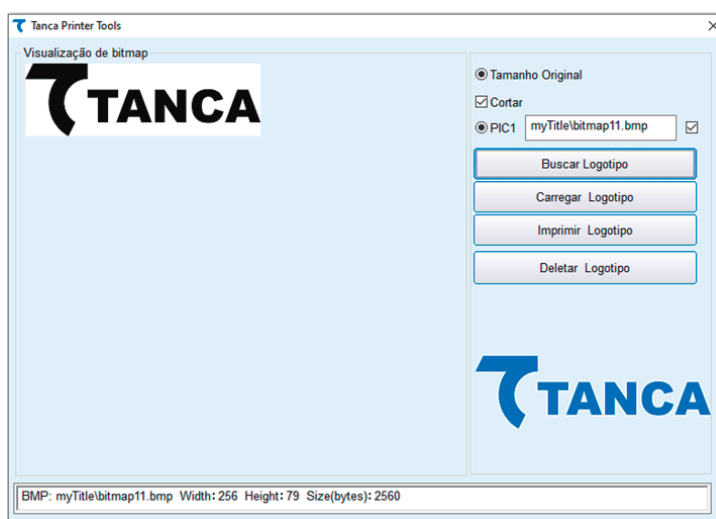 Tanca Printer Tools
Visualização de bitmap
TANCA
Tamanho Original
Cortar
PIC1 myTitle\bitmap11.bmp
Buscar Logotipo
Carregar Logotipo
Imprimir Logotipo
Deletar Logotipo
TANCA
BMP: myTitle\bitmap11.bmp Width: 256 Height: 79 Size(bytes): 2560